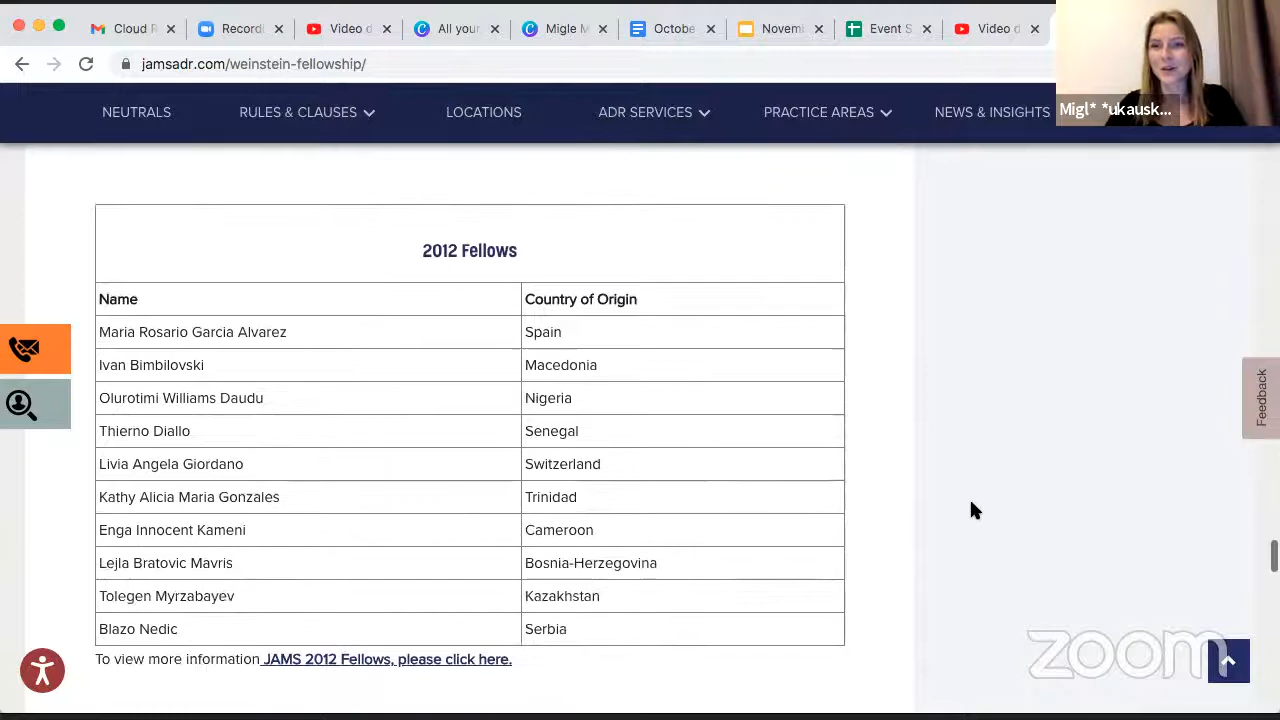 Cloud R
Record
Video
All your
Migle M
Octobe
Novem
Event S
Video d
jamsadr.com/weinstein-fellowship/
Migl* *ukausk...
NEUTRALS RULES & CLAUSES LOCATIONS ADR SERVICES PRACTICE AREAS NEWS & INSIGHTS
2012 Fellows
Name Country of Origin
Maria Rosario Garcia Alvarez Spain
Ivan Bimbilovski Macedonia
Olurotimi Williams Daudu Nigeria
Thierno Diallo Senegal
Livia Angela Giordano Switzerland
Kathy Alicia Maria Gonzales Trinidad
Enga Innocent Kameni Cameroon
Lejla Bratovic Mavris Bosnia-Herzegovina
Tolegen Myrzabayev Kazakhstan
Blazo Nedic Serbia
To view more information JAMS 2012 Fellows, please click here.
Feedback
zoom